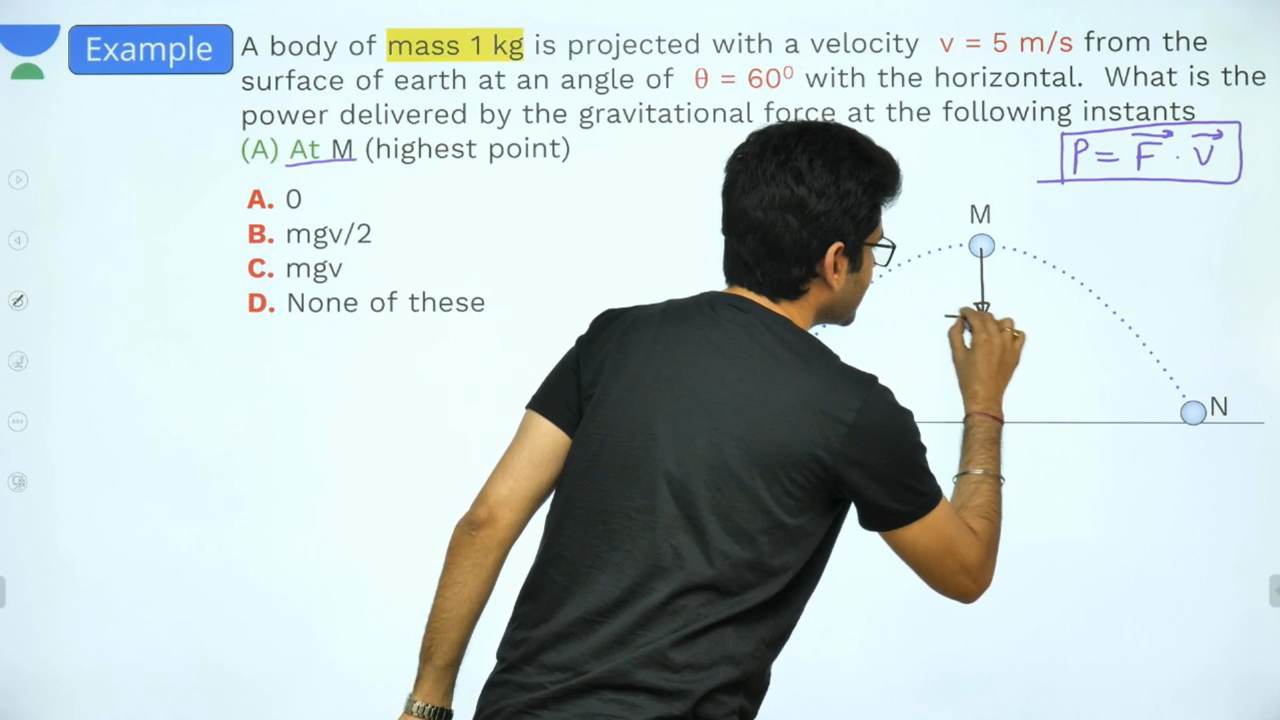 Example
A body of mass 1 kg is projected with a velocity v = 5 m/s from the
surface of earth at an angle of θ = 60⁰ with the horizontal. What is the
power delivered by the gravitational force at the following instants
(A) At M (highest point)
P = F⃗ · v⃗
A. 0
B. mgv/2
C. mgv
D. None of these
M
N